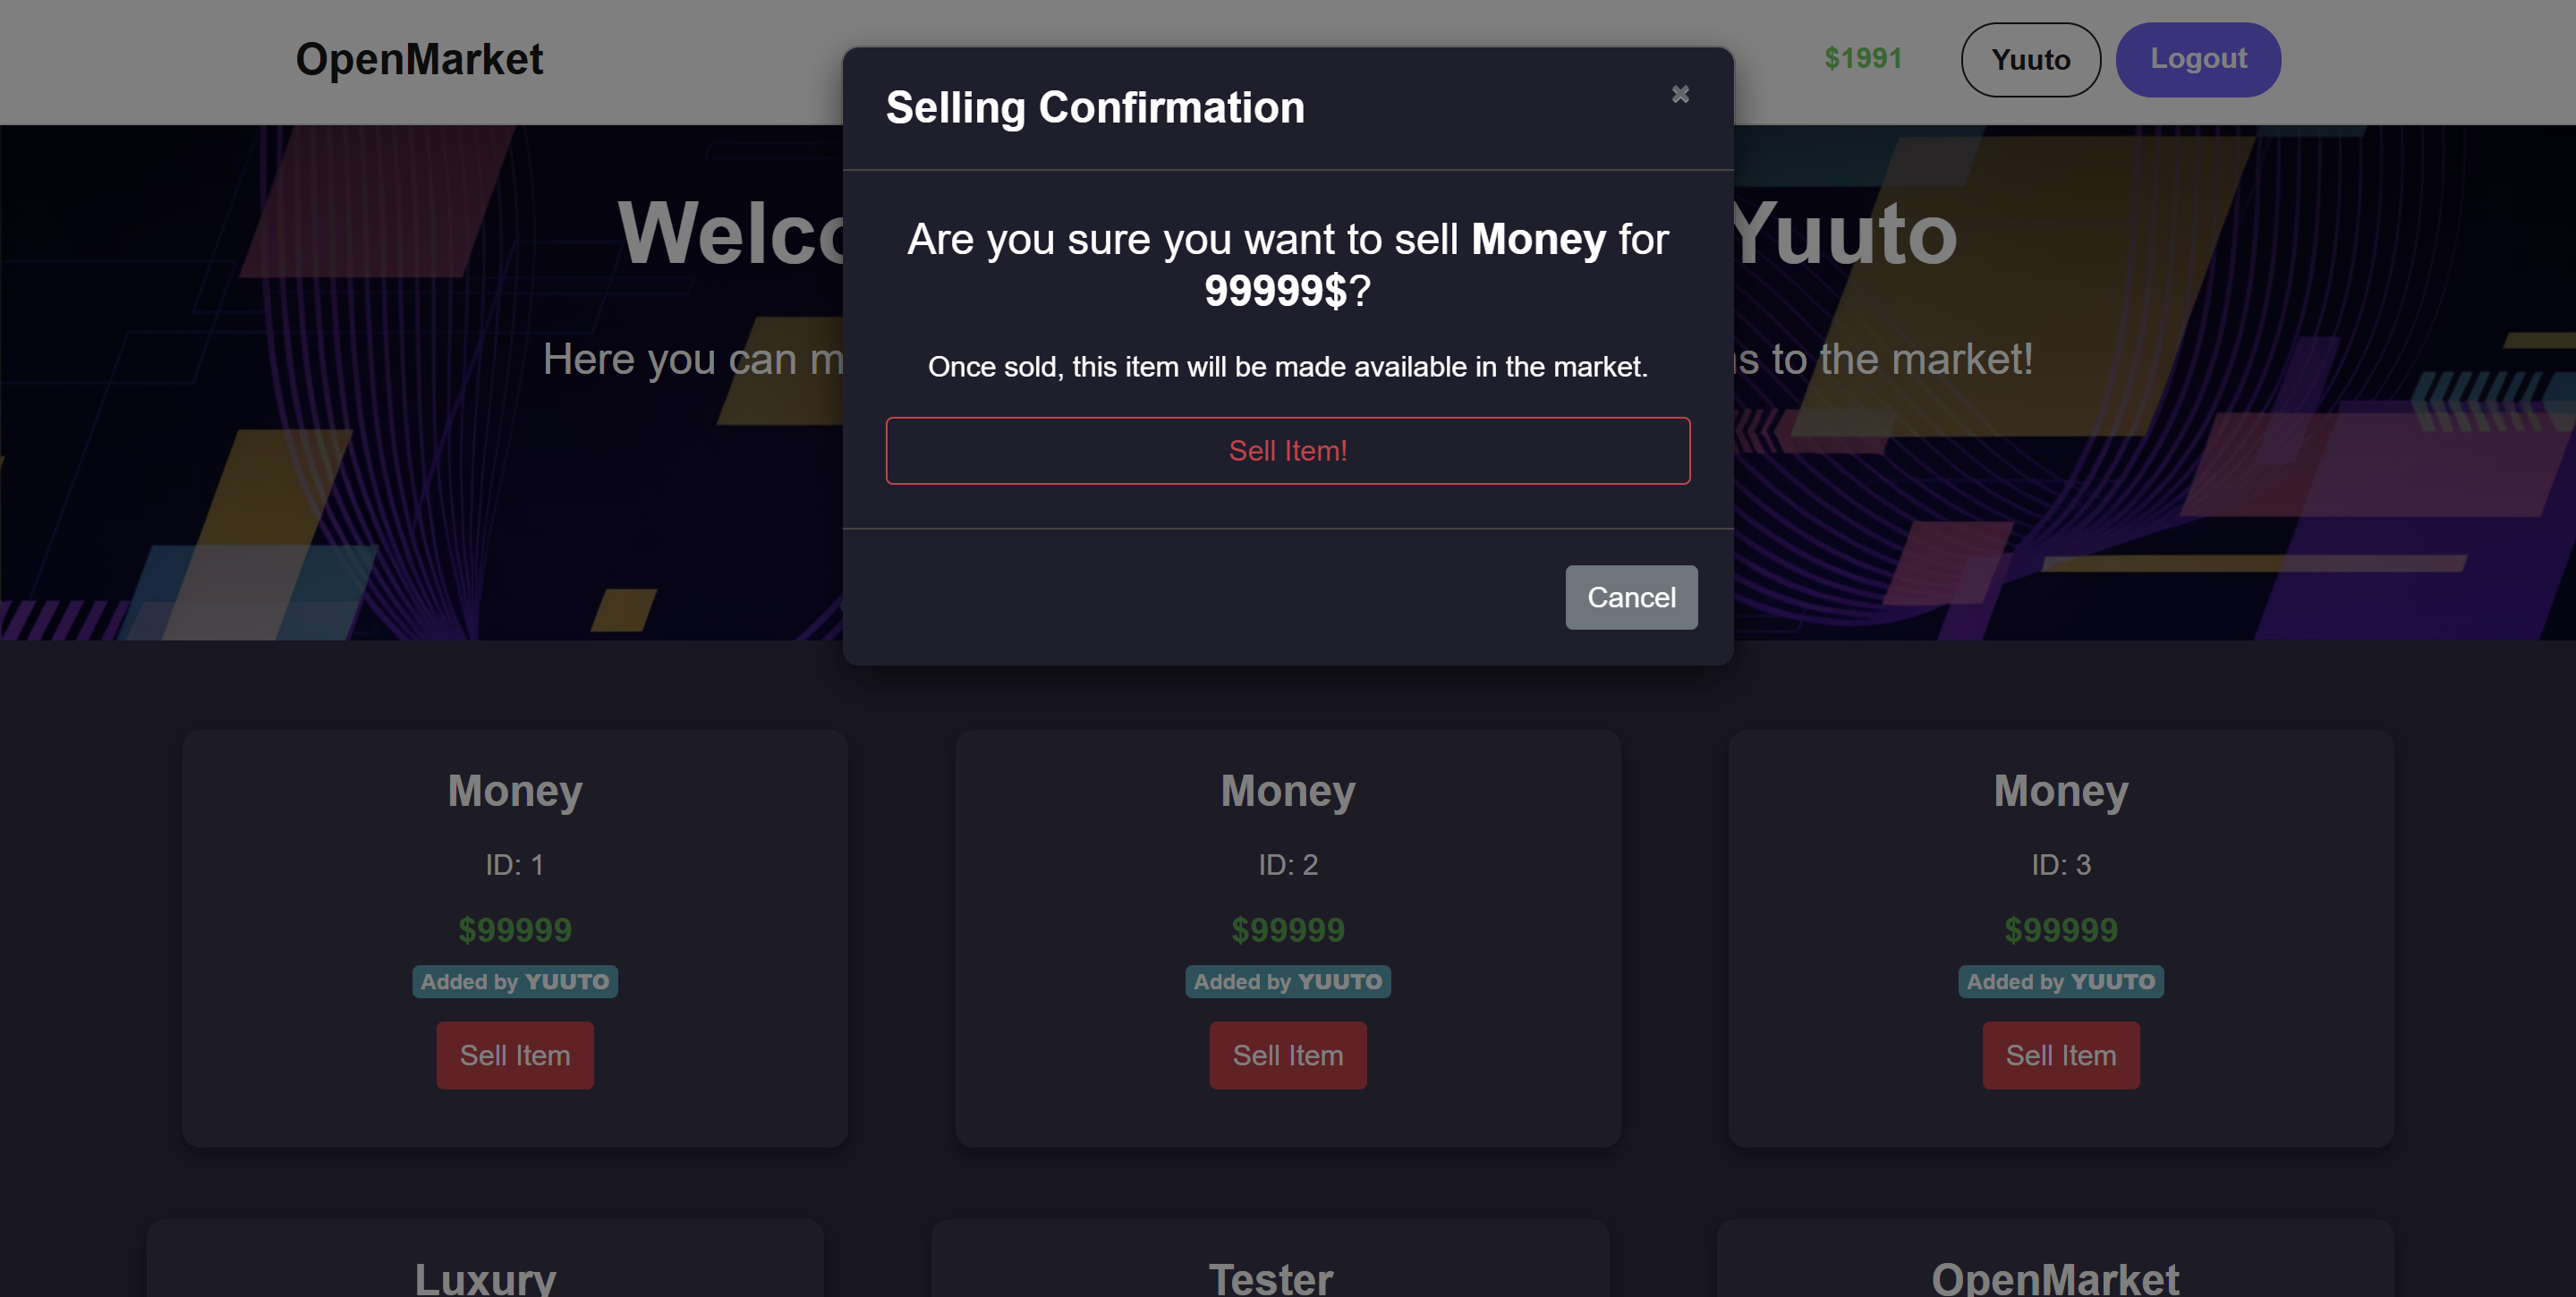 OpenMarket
$1991
Yuuto
Logout
Selling Confirmation
×
Are you sure you want to sell Money for
99999$?
Once sold, this item will be made available in the market.
Sell Item!
Cancel
Yuuto
Here you can
to the market!
Money
ID: 1
$99999
Added by YUUTO
Sell Item
Money
ID: 2
$99999
Added by YUUTO
Sell Item
Money
ID: 3
$99999
Added by YUUTO
Sell Item
Luxury
Tester
OpenMarket